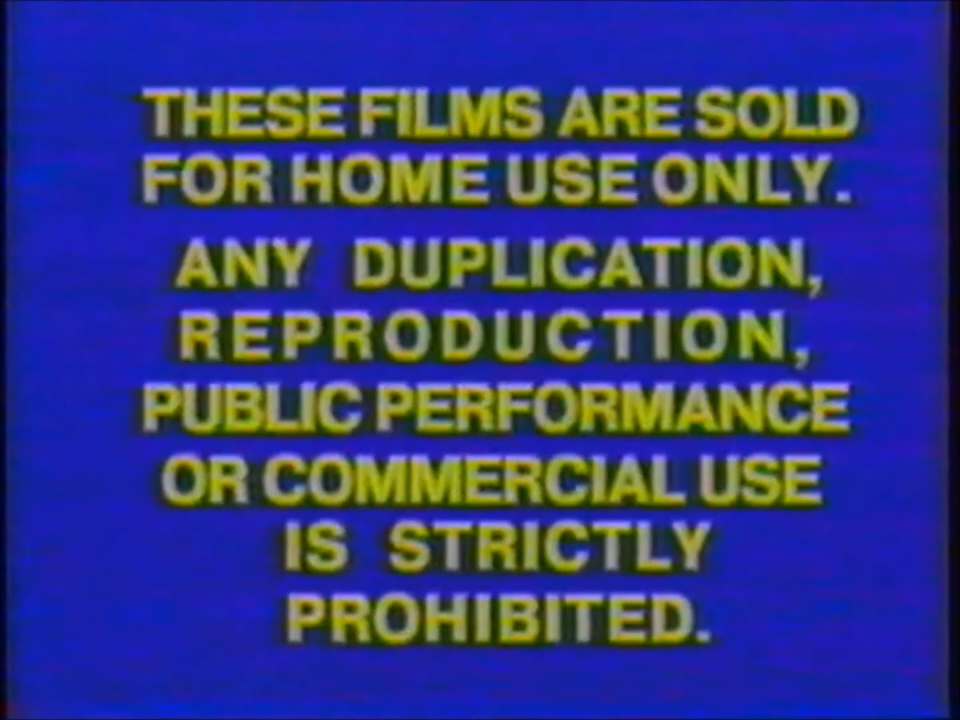 THESE FILMS ARE SOLD
FOR HOME USE ONLY.
ANY DUPLICATION,
REPRODUCTION,
PUBLIC PERFORMANCE
OR COMMERCIAL USE
IS STRICTLY
PROHIBITED.